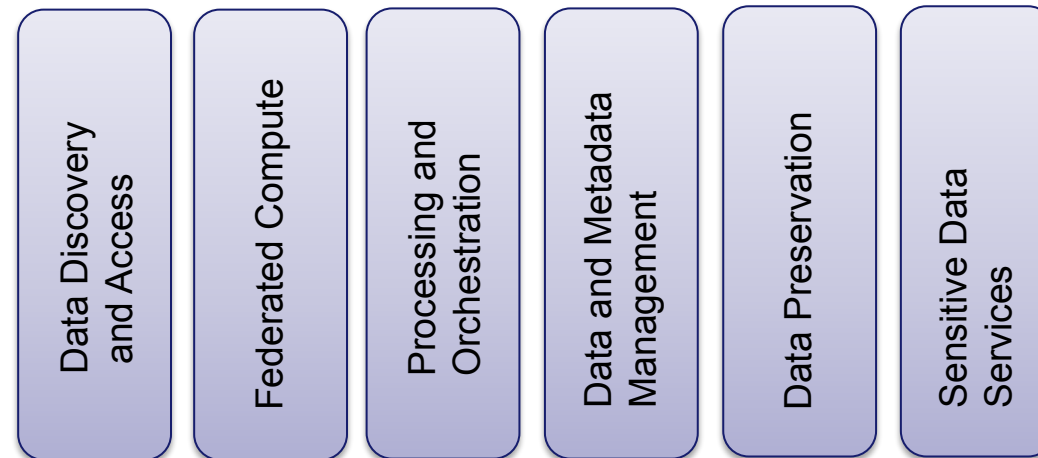 Data Discovery
and Access
Federated Compute
Processing and
Orchestration
Data and Metadata
Management
Data Preservation
Sensitive Data
Services